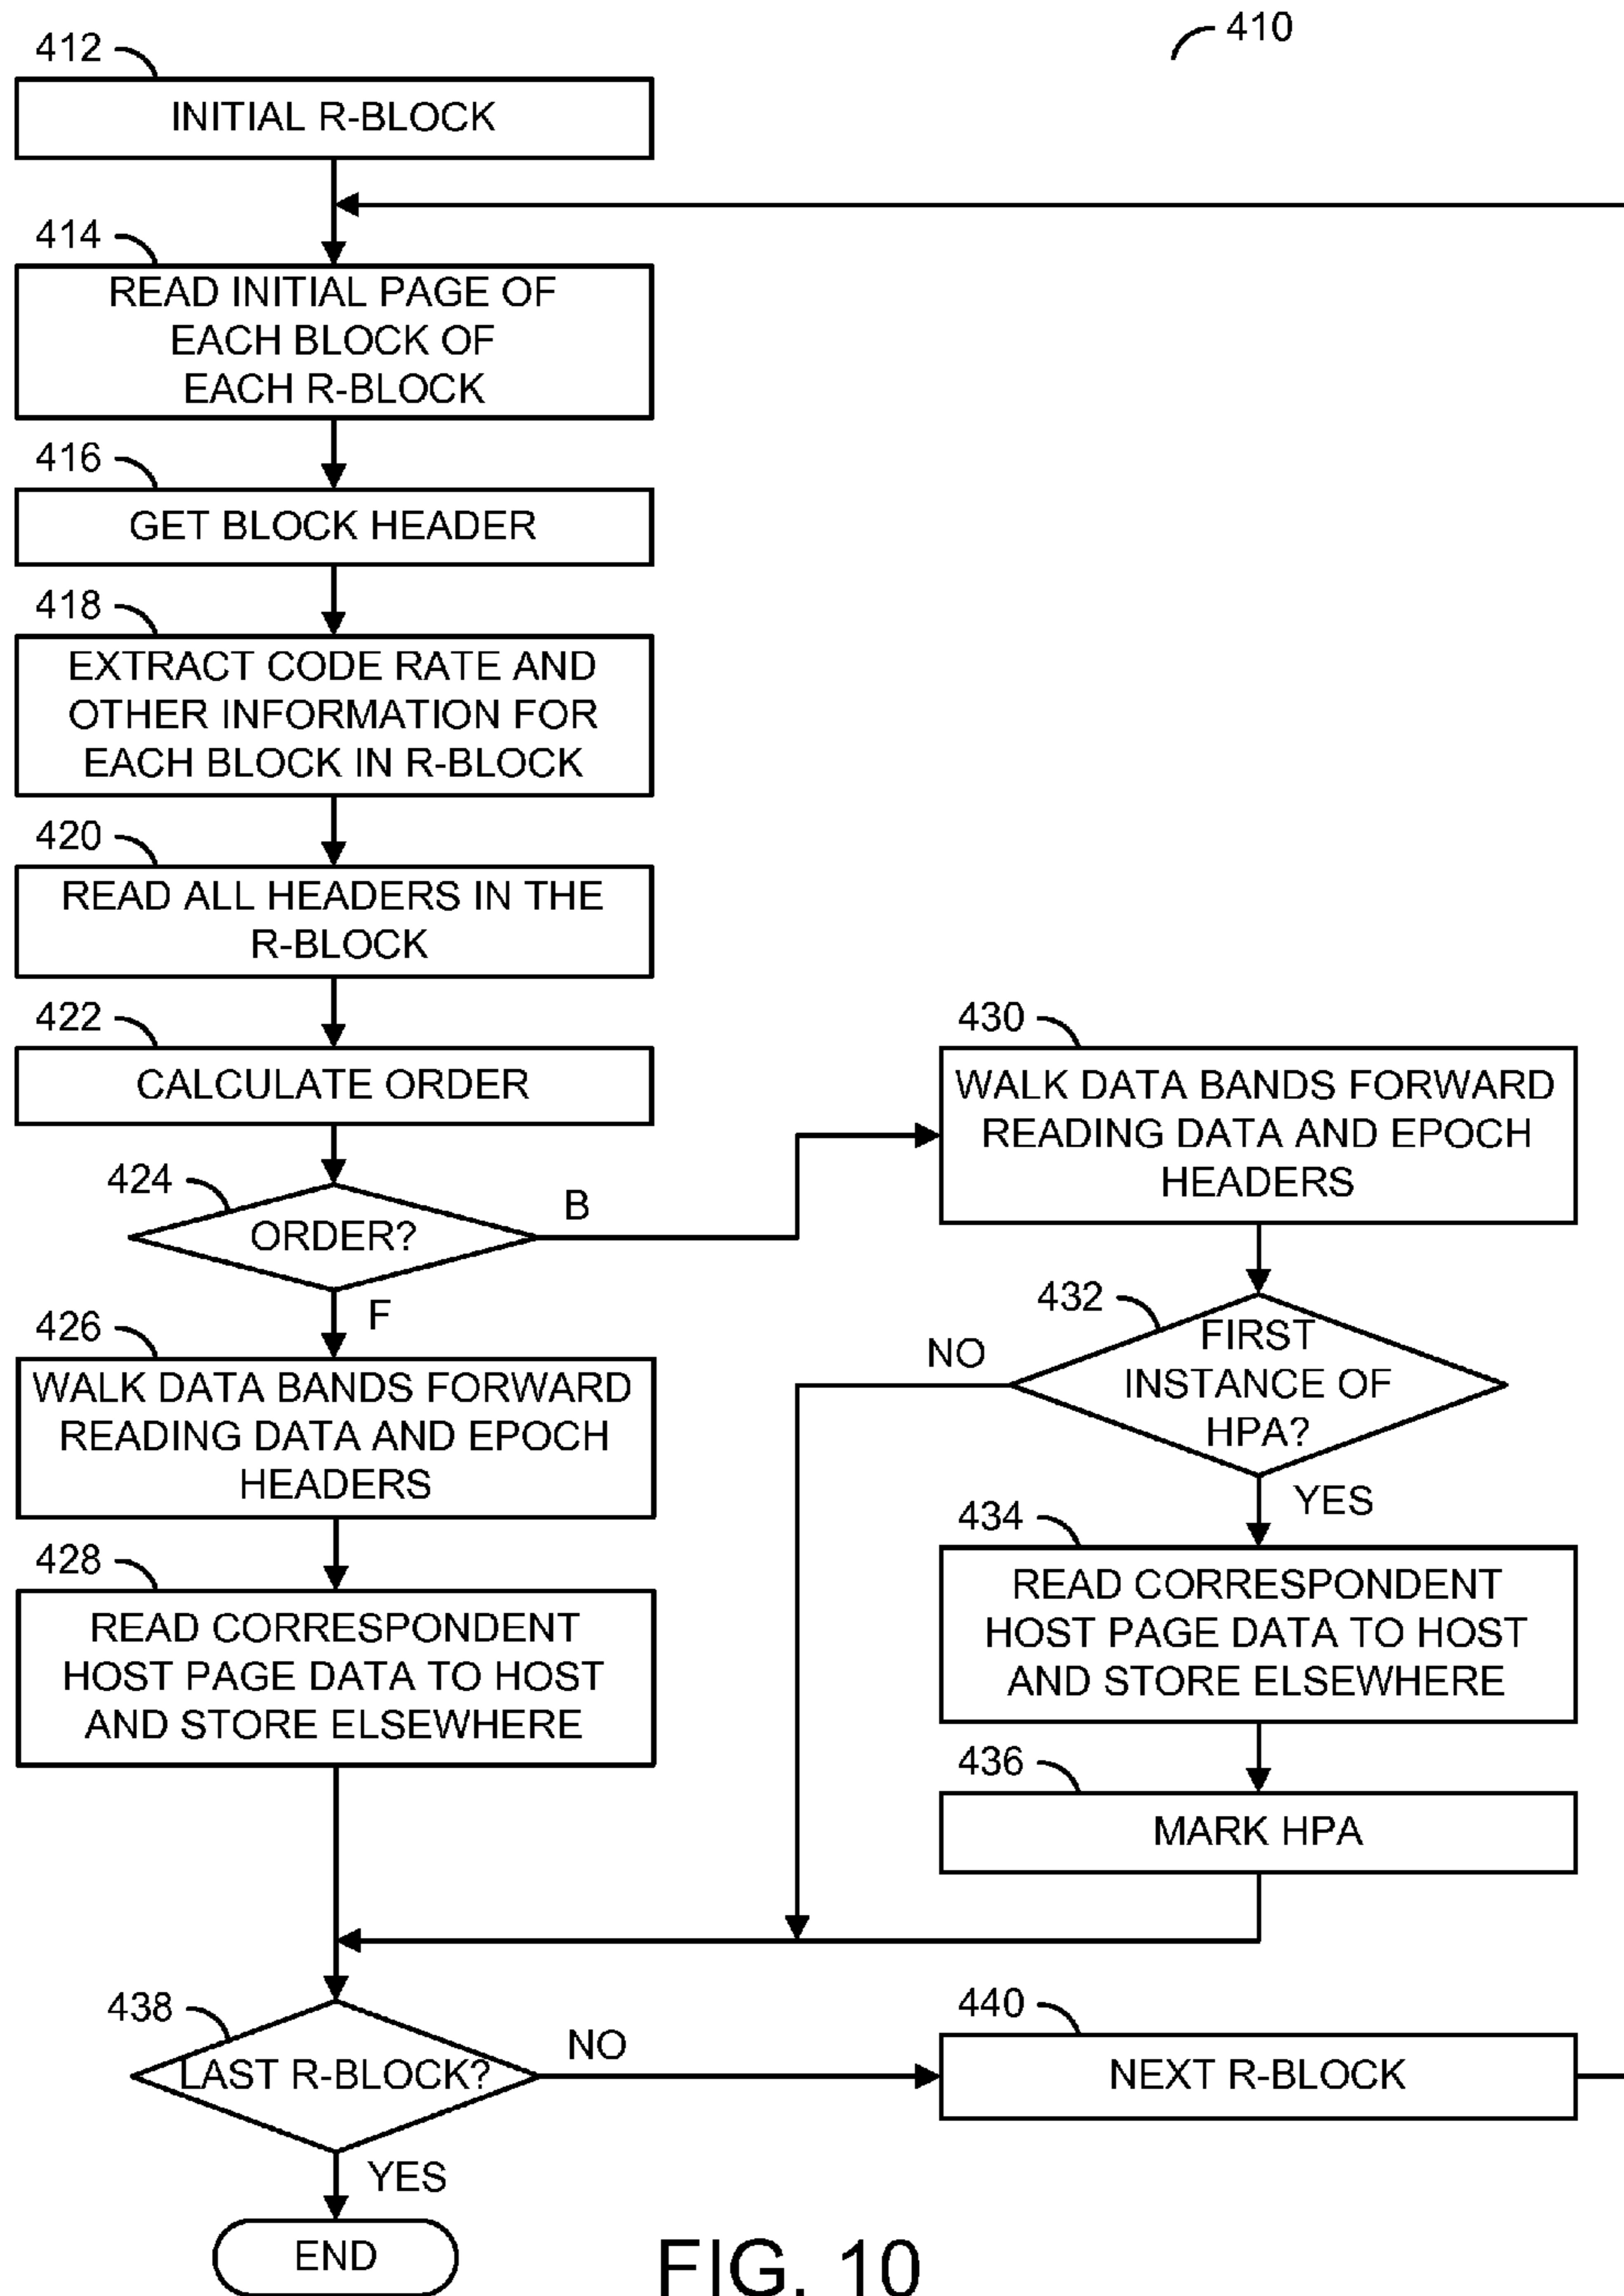 410
412
INITIAL R-BLOCK
414
READ INITIAL PAGE OF
EACH BLOCK OF
EACH R-BLOCK
416
GET BLOCK HEADER
418
EXTRACT CODE RATE AND
OTHER INFORMATION FOR
EACH BLOCK IN R-BLOCK
420
READ ALL HEADERS IN THE
R-BLOCK
422
CALCULATE ORDER
424
ORDER?
B
F
426
WALK DATA BANDS FORWARD
READING DATA AND EPOCH
HEADERS
428
READ CORRESPONDENT
HOST PAGE DATA TO HOST
AND STORE ELSEWHERE
430
WALK DATA BANDS FORWARD
READING DATA AND EPOCH
HEADERS
432
FIRST
INSTANCE OF
HPA?
NO
YES
434
READ CORRESPONDENT
HOST PAGE DATA TO HOST
AND STORE ELSEWHERE
436
MARK HPA
438
LAST R-BLOCK?
NO
YES
440
NEXT R-BLOCK
END
FIG. 10